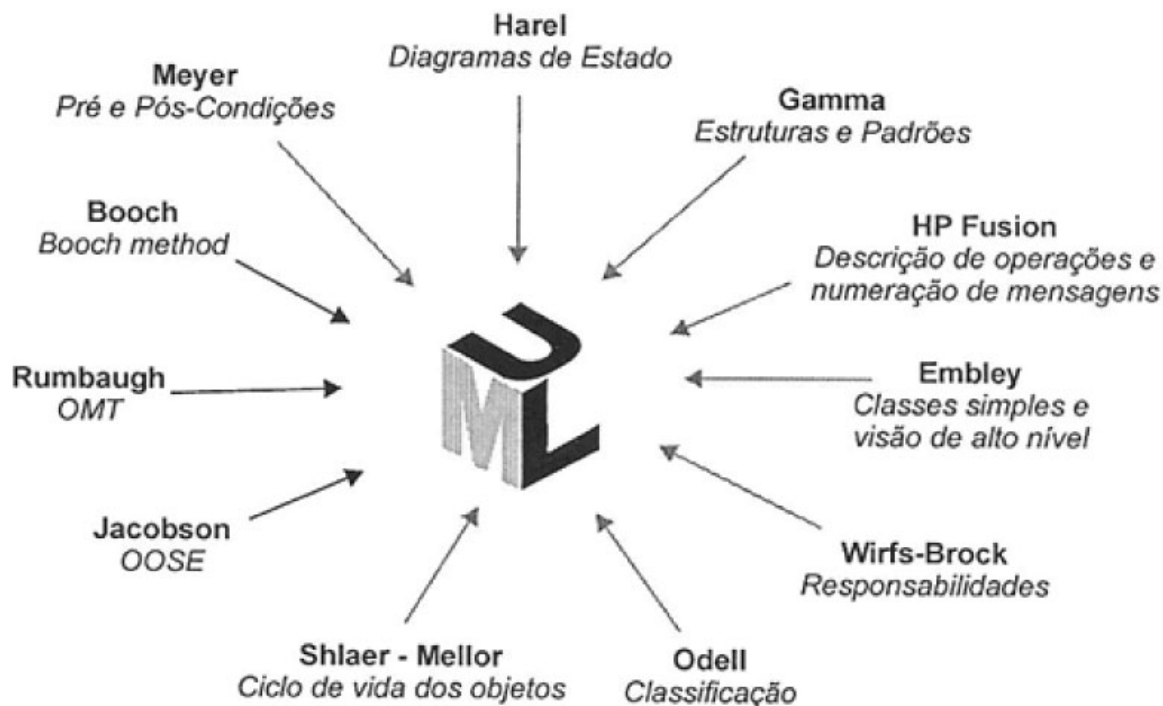 Harel
Diagramas de Estado
Meyer
Pré e Pós-Condições
Gamma
Estruturas e Padrões
Booch
Booch method
HP Fusion
Descrição de operações e
numeração de mensagens
Rumbaugh
OMT
UML
Embley
Classes simples e
visão de alto nível
Jacobson
OOSE
Wirfs-Brock
Responsabilidades
Shlaer - Mellor
Ciclo de vida dos objetos
Odell
Classificação